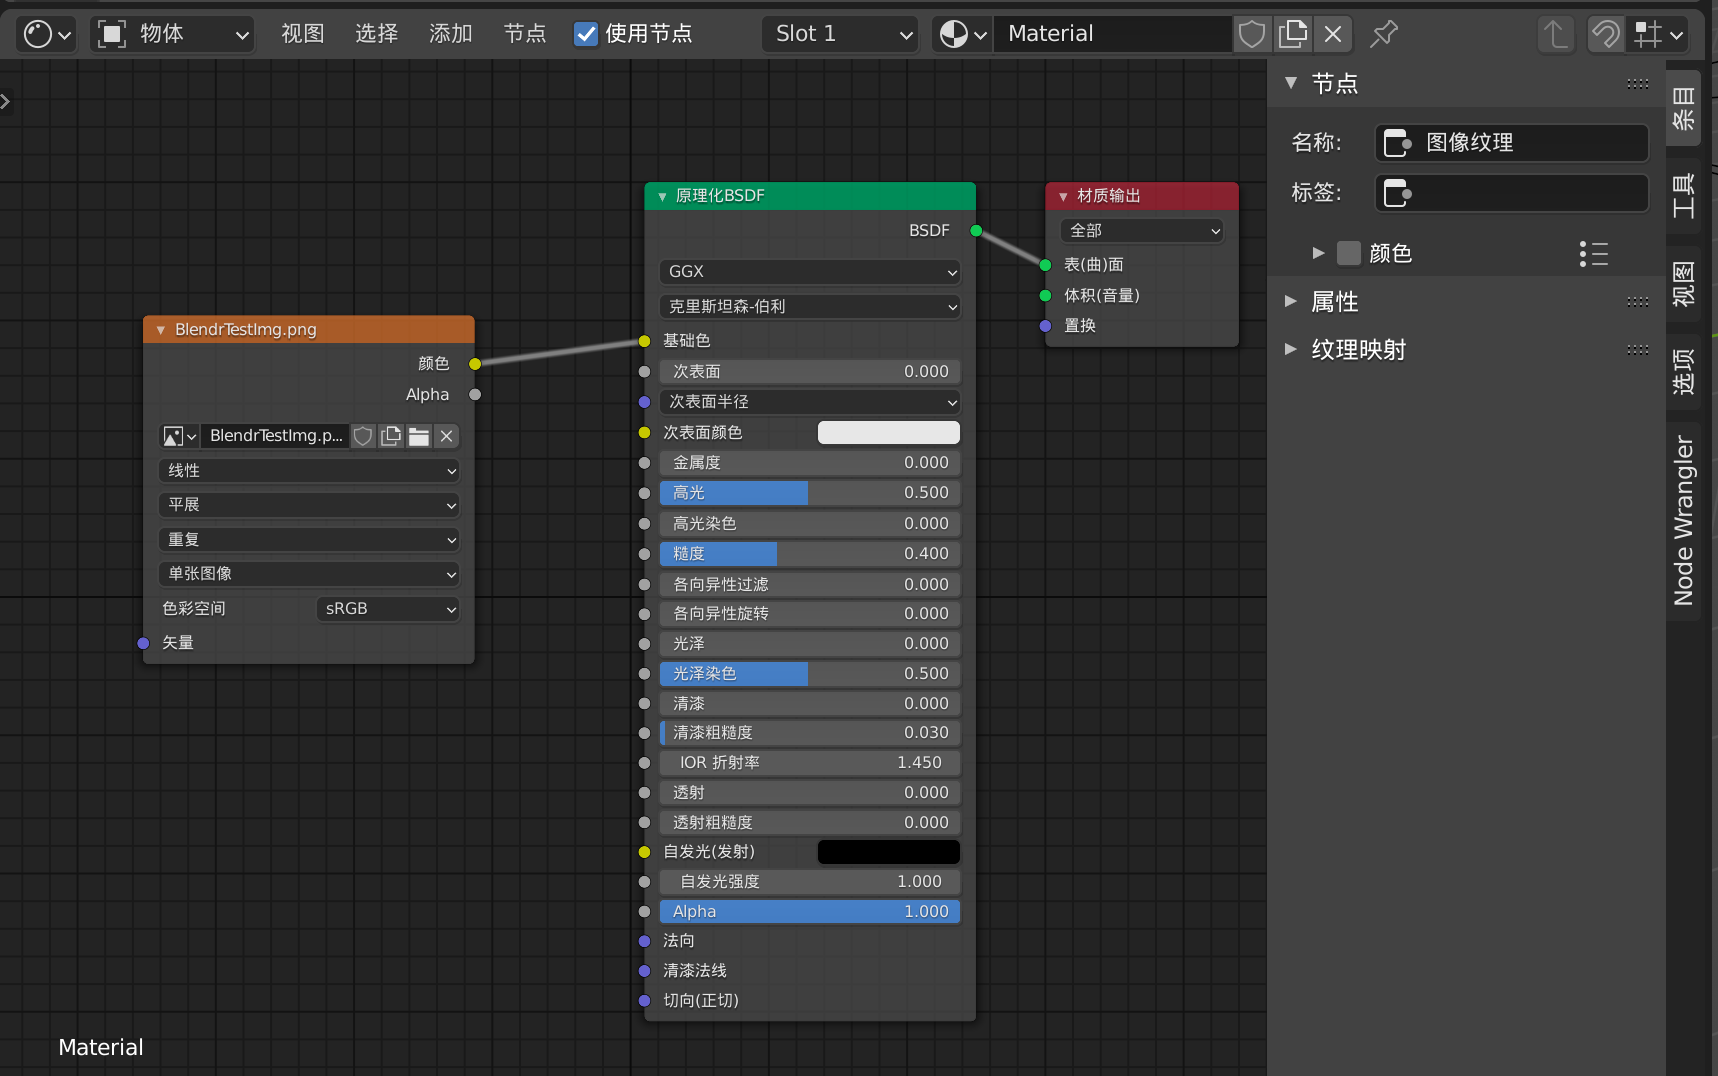 物体 视图 选择 添加 节点 使用节点 Slot 1 Material
BlendrTestImg.png
颜色
Alpha
BlendrTestImg.p...
线性
平展
重复
单张图像
色彩空间 sRGB
矢量
原理化BSDF
BSDF
GGX
克里斯坦森-伯利
基础色
次表面 0.000
次表面半径
次表面颜色
金属度 0.000
高光 0.500
高光染色 0.000
糙度 0.400
各向异性过滤 0.000
各向异性旋转 0.000
光泽 0.000
光泽染色 0.500
清漆 0.000
清漆粗糙度 0.030
IOR 折射率 1.450
透射 0.000
透射粗糙度 0.000
自发光(发射)
自发光强度 1.000
Alpha 1.000
法向
清漆法线
切向(正切)
材质输出
全部
表(曲)面
体积(音量)
置换
节点
名称: 图像纹理
标签:
颜色
属性
纹理映射
条目
工具
视图
选项
Node Wrangler
Material